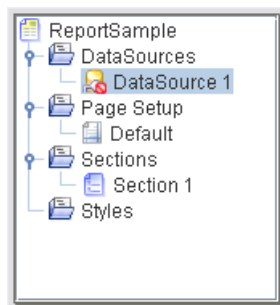 ReportSample
DataSources
DataSource 1
Page Setup
Default
Sections
Section 1
Styles